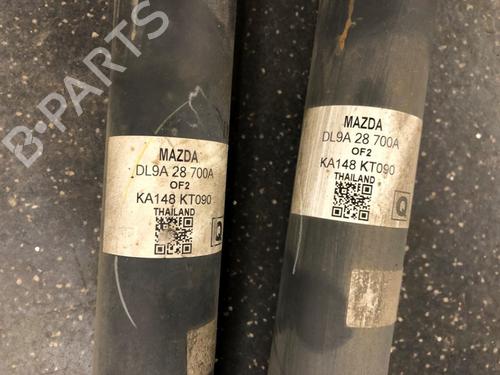 B-PARTS
MAZDA
DL9A 28 700A
OF2
KA148 KT090
THAILAND
Q
MAZDA
DL9A 28 700A
OF2
KA148 KT090
THAILAND
Q